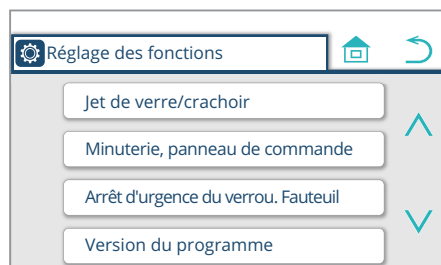 Réglage des fonctions
Jet de verre/crachoir
Minuterie, panneau de commande
Arrêt d'urgence du verrou. Fauteuil
Version du programme